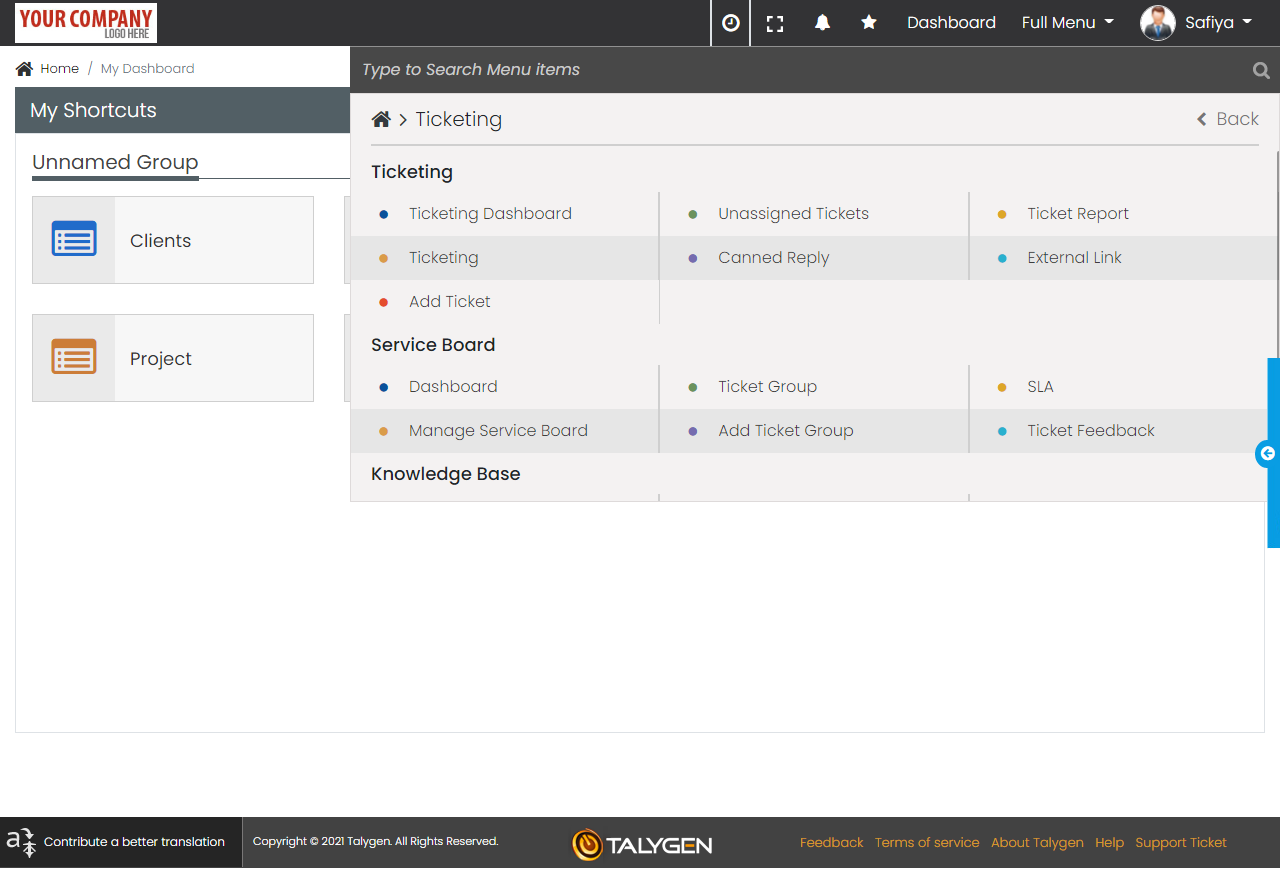 YOUR COMPANY
LOGO HERE
Dashboard
Full Menu
Safiya
Home / My Dashboard
Type to Search Menu items
My Shortcuts
Ticketing
Back
Unnamed Group
Clients
Project
Ticketing
Ticketing Dashboard
Unassigned Tickets
Ticket Report
Ticketing
Canned Reply
External Link
Add Ticket
Service Board
Dashboard
Ticket Group
SLA
Manage Service Board
Add Ticket Group
Ticket Feedback
Knowledge Base
Contribute a better translation
Copyright © 2021 Talygen. All Rights Reserved.
TALYGEN
Feedback
Terms of service
About Talygen
Help
Support Ticket